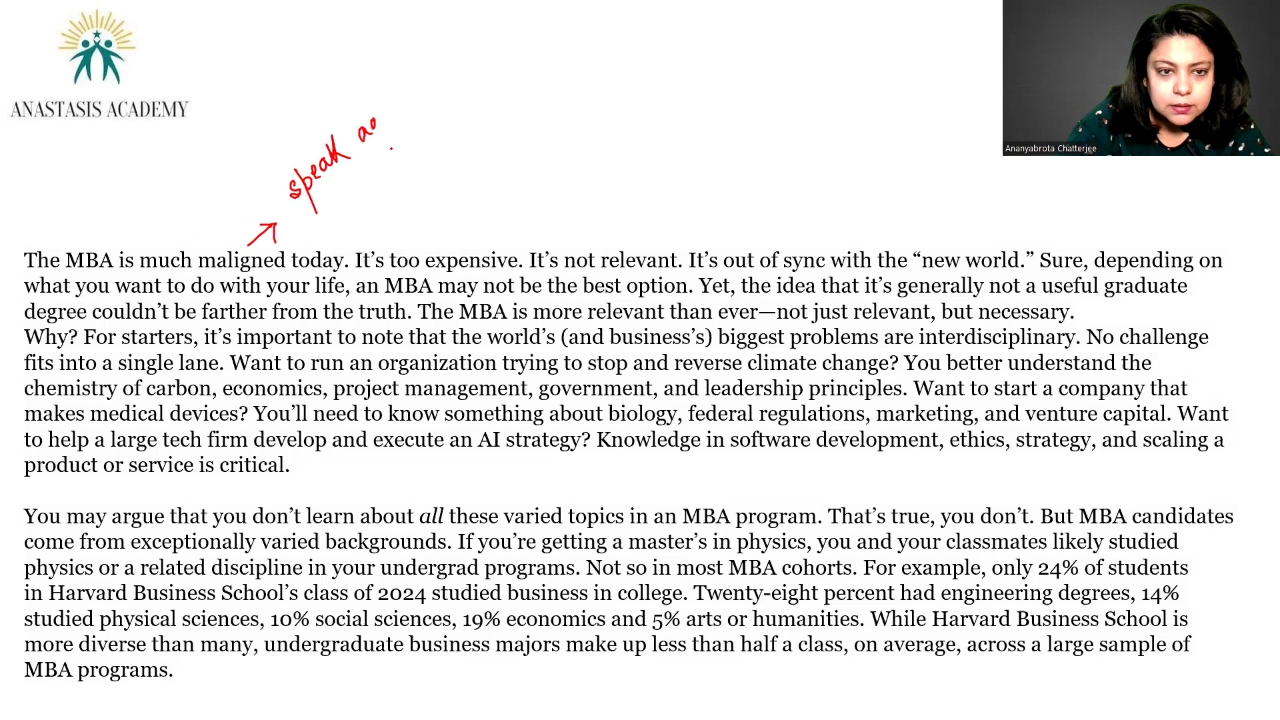 ANASTASIS ACADEMY
Ananyabrota Chatterjee
speak
The MBA is much maligned today. It’s too expensive. It’s not relevant. It’s out of sync with the “new world.” Sure, depending on
what you want to do with your life, an MBA may not be the best option. Yet, the idea that it’s generally not a useful graduate
degree couldn’t be farther from the truth. The MBA is more relevant than ever—not just relevant, but necessary.
Why? For starters, it’s important to note that the world’s (and business’s) biggest problems are interdisciplinary. No challenge
fits into a single lane. Want to run an organization trying to stop and reverse climate change? You better understand the
chemistry of carbon, economics, project management, government, and leadership principles. Want to start a company that
makes medical devices? You’ll need to know something about biology, federal regulations, marketing, and venture capital. Want
to help a large tech firm develop and execute an AI strategy? Knowledge in software development, ethics, strategy, and scaling a
product or service is critical.
You may argue that you don’t learn about all these varied topics in an MBA program. That’s true, you don’t. But MBA candidates
come from exceptionally varied backgrounds. If you’re getting a master’s in physics, you and your classmates likely studied
physics or a related discipline in your undergrad programs. Not so in most MBA cohorts. For example, only 24% of students
in Harvard Business School’s class of 2024 studied business in college. Twenty-eight percent had engineering degrees, 14%
studied physical sciences, 10% social sciences, 19% economics and 5% arts or humanities. While Harvard Business School is
more diverse than many, undergraduate business majors make up less than half a class, on average, across a large sample of
MBA programs.